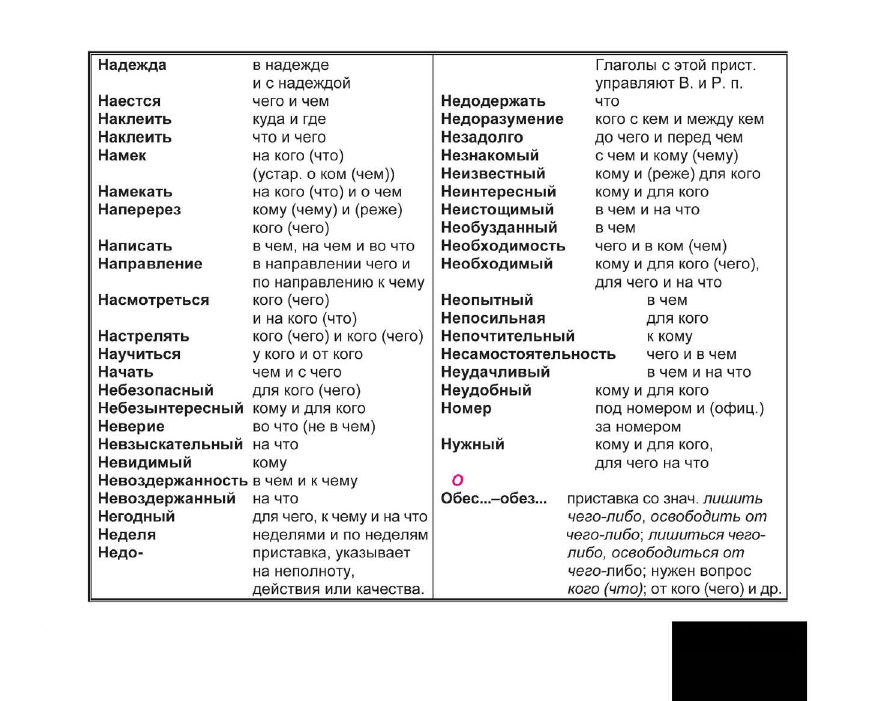 Надежда в надежде
и с надеждой
Наестся чего и чем
Наклеить куда и где
Наклеить что и чего
Намек на кого (что)
(устар. о ком (чем))
Намекать на кого (что) и о чем
Наперерез кому (чему) и (реже)
кого (чего)
Написать в чем, на чем и во что
Направление в направлении чего и
по направлению к чему
Насмотреться кого (чего)
и на кого (что)
Настрелять кого (чего) и кого (чего)
Научиться у кого и от кого
Начать чем и с чего
Небезопасный для кого (чего)
Небезынтересный кому и для кого
Неверие во что (не в чем)
Невзыскательный на что
Невидимый кому
Невоздержанность в чем и к чему
Невоздержанный на что
Негодный для чего, к чему и на что
Неделя неделями и по неделям
Недо- приставка, указывает
на неполноту,
действия или качества.
Глаголы с этой прист.
управляют В. и Р. п.
Недодержать что
Недоразумение кого с кем и между кем
Незадолго до чего и перед чем
Незнакомый с чем и кому (чему)
Неизвестный кому и (реже) для кого
Неинтересный кому и для кого
Неистощимый в чем и на что
Необузданный в чем
Необходимость чего и в ком (чем)
Необходимый кому и для кого (чего),
для чего и на что
Неопытный в чем
Непосильная для кого
Непочтительный к кому
Несамостоятельность чего и в чем
Неудачливый в чем и на что
Неудобный кому и для кого
Номер под номером и (офиц.)
за номером
Нужный кому и для кого,
для чего на что
О
Обес...–обез... приставка со знач. лишить
чего-либо, освободить от
чего-либо; лишиться чего-
либо, освободиться от
чего-либо; нужен вопрос
кого (что); от кого (чего) и др.